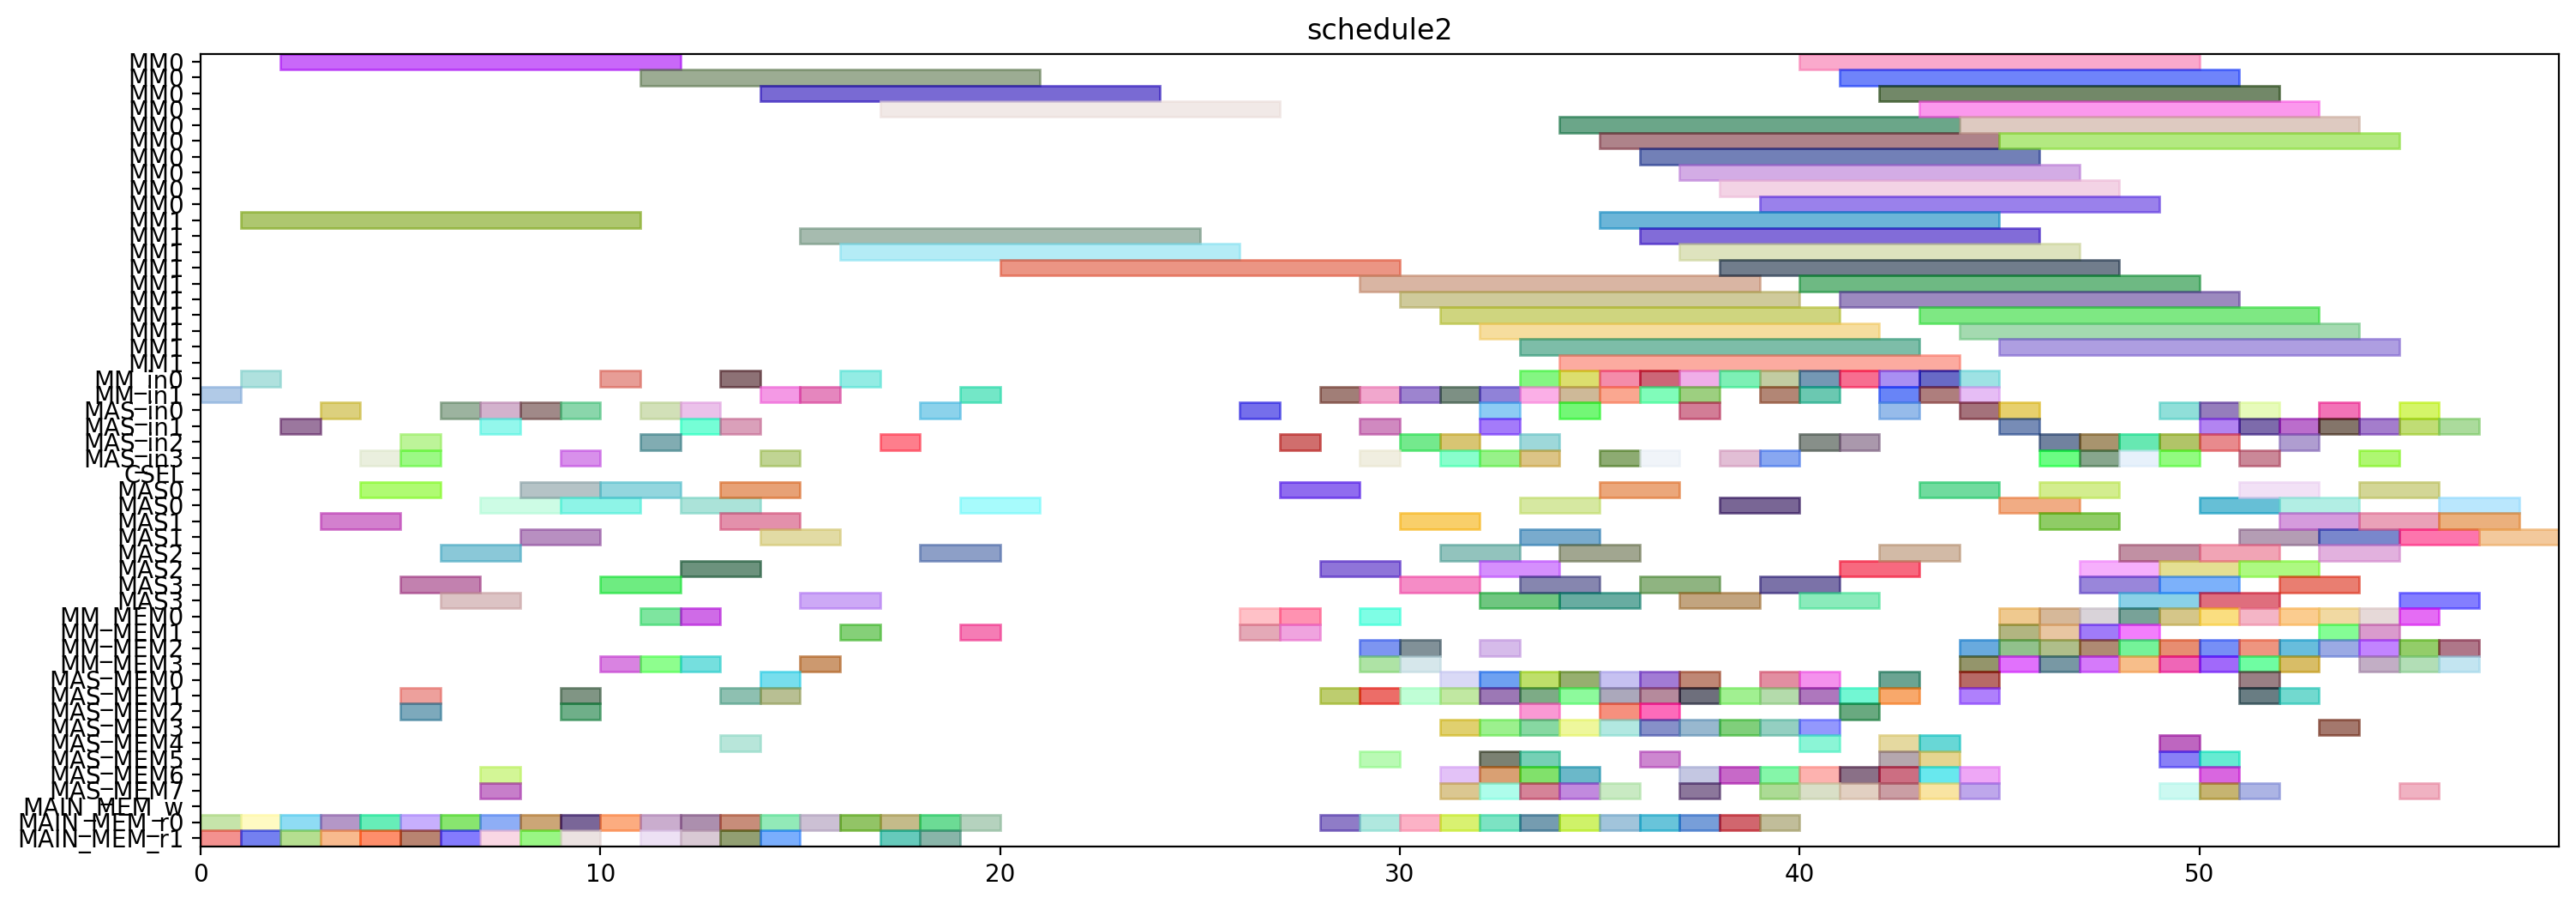 schedule2
MM0
MM0
MM0
MM0
MM0
MM0
MM0
MM0
MM0
MM0
MM1
MM1
MM1
MM1
MM1
MM1
MM1
MM1
MM1
MM1
MM_in0
MM_in1
MAS_in0
MAS_in1
MAS_in2
MAS_in3
CSEL
MAS0
MAS0
MAS1
MAS1
MAS2
MAS2
MAS3
MAS3
MM_MEM0
MM_MEM1
MM_MEM2
MM_MEM3
MAS_MEM0
MAS_MEM1
MAS_MEM2
MAS_MEM3
MAS_MEM4
MAS_MEM5
MAS_MEM6
MAS_MEM7
MAIN_MEM_w
MAIN_MEM_r0
MAIN_MEM_r1
0 10 20 30 40 50